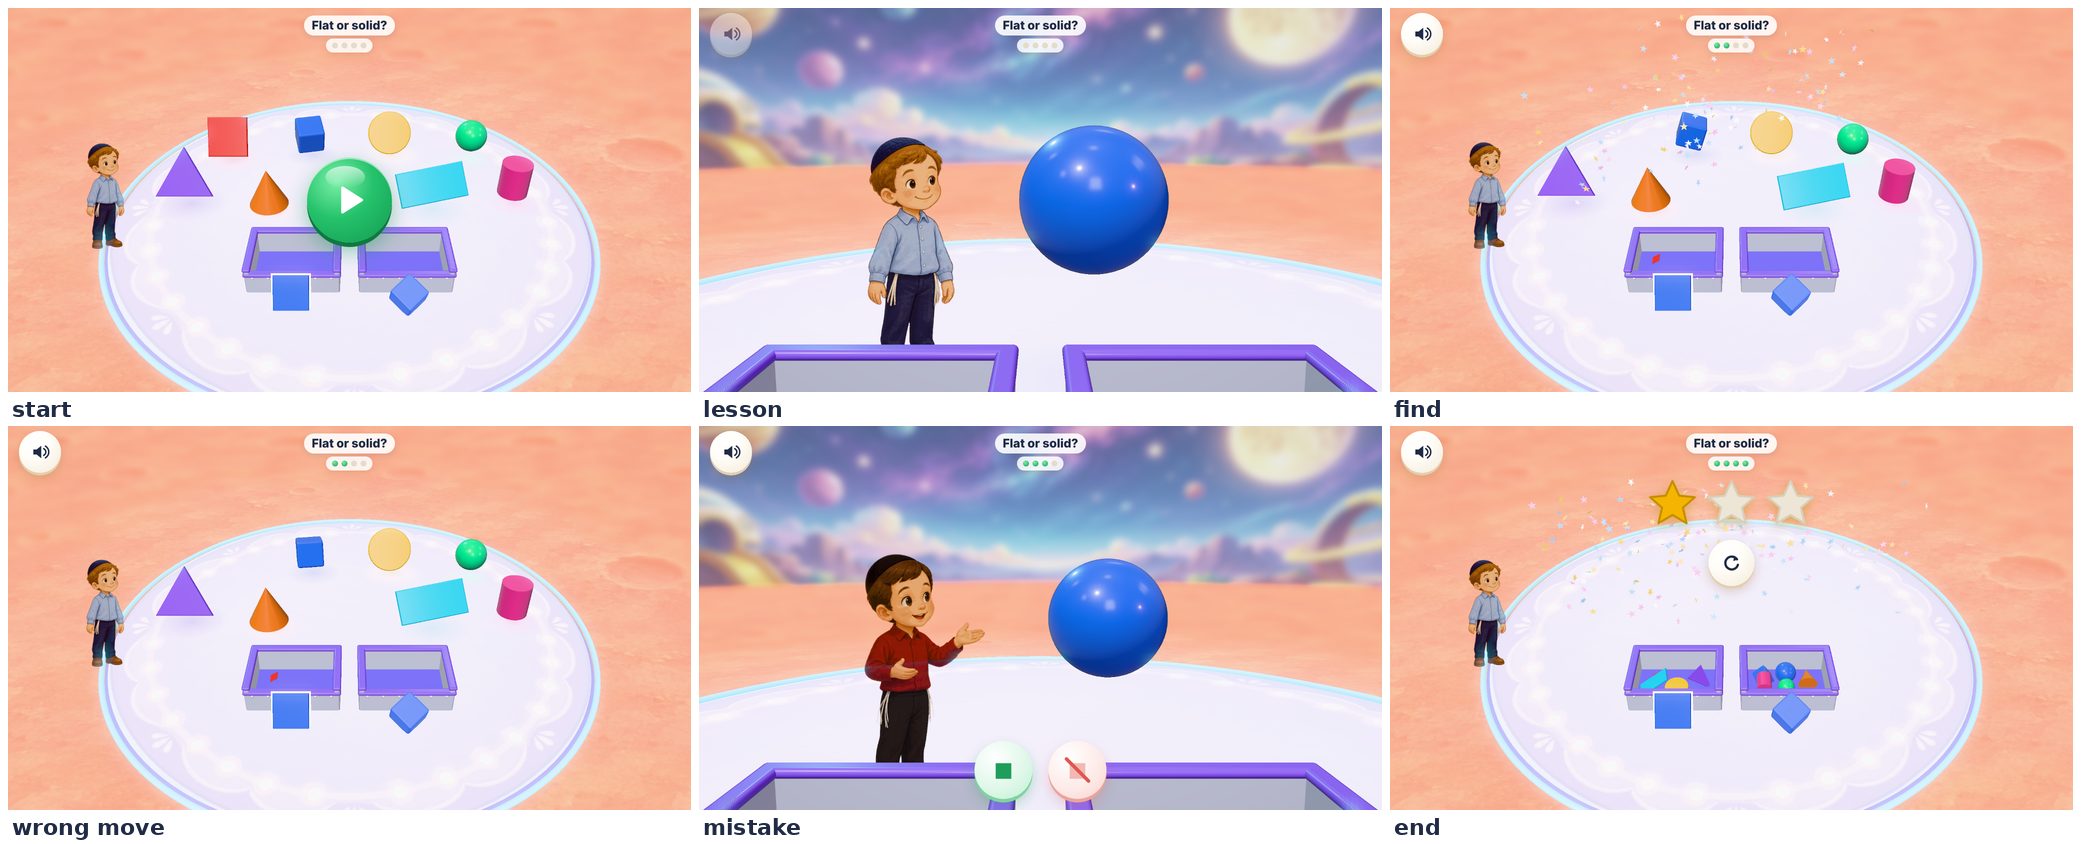 Flat or solid?
Flat or solid?
Flat or solid?
start
lesson
find
Flat or solid?
Flat or solid?
Flat or solid?
wrong move
mistake
end